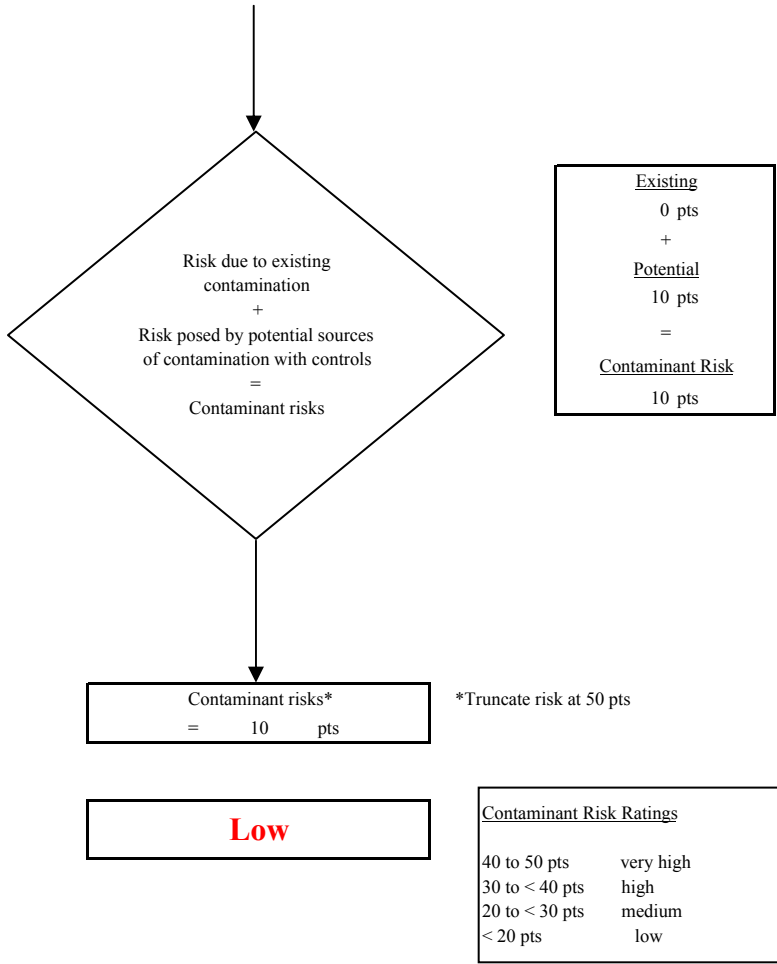 Risk due to existing
contamination
+
Risk posed by potential sources
of contamination with controls
=
Contaminant risks
Existing
0 pts
+
Potential
10 pts
=
Contaminant Risk
10 pts
Contaminant risks*
= 10 pts
*Truncate risk at 50 pts
Low
Contaminant Risk Ratings
40 to 50 pts very high
30 to < 40 pts high
20 to < 30 pts medium
< 20 pts low